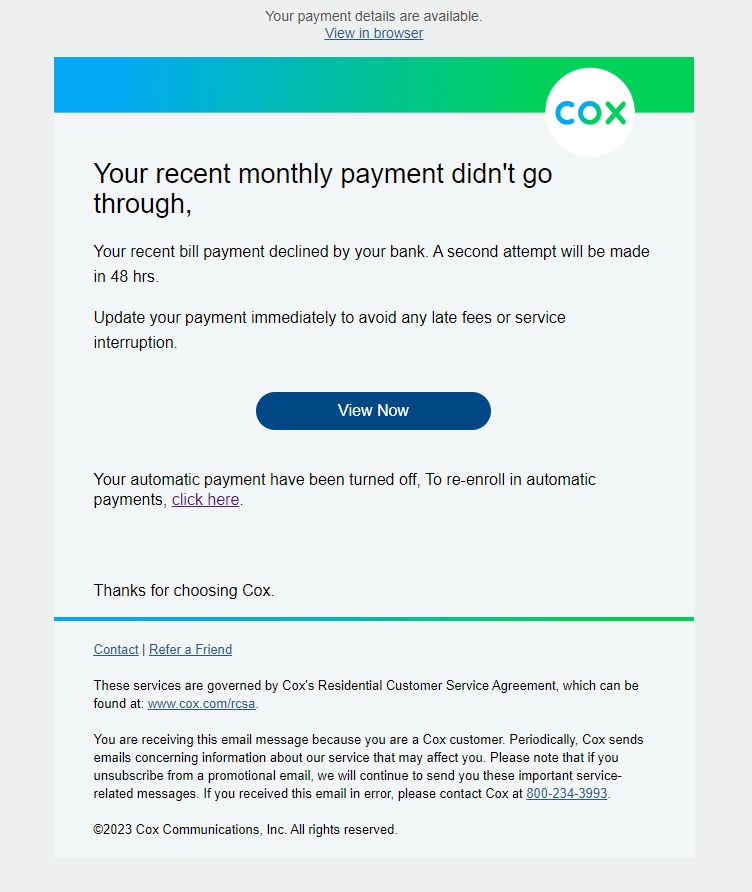 Your payment details are available.
View in browser
cox
Your recent monthly payment didn't go
through,
Your recent bill payment declined by your bank. A second attempt will be made
in 48 hrs.
Update your payment immediately to avoid any late fees or service
interruption.
View Now
Your automatic payment have been turned off, To re-enroll in automatic
payments, click here.
Thanks for choosing Cox.
Contact | Refer a Friend
These services are governed by Cox's Residential Customer Service Agreement, which can be
found at: www.cox.com/rcsa.
You are receiving this email message because you are a Cox customer. Periodically, Cox sends
emails concerning information about our service that may affect you. Please note that if you
unsubscribe from a promotional email, we will continue to send you these important service-
related messages. If you received this email in error, please contact Cox at 800-234-3993.
©2023 Cox Communications, Inc. All rights reserved.